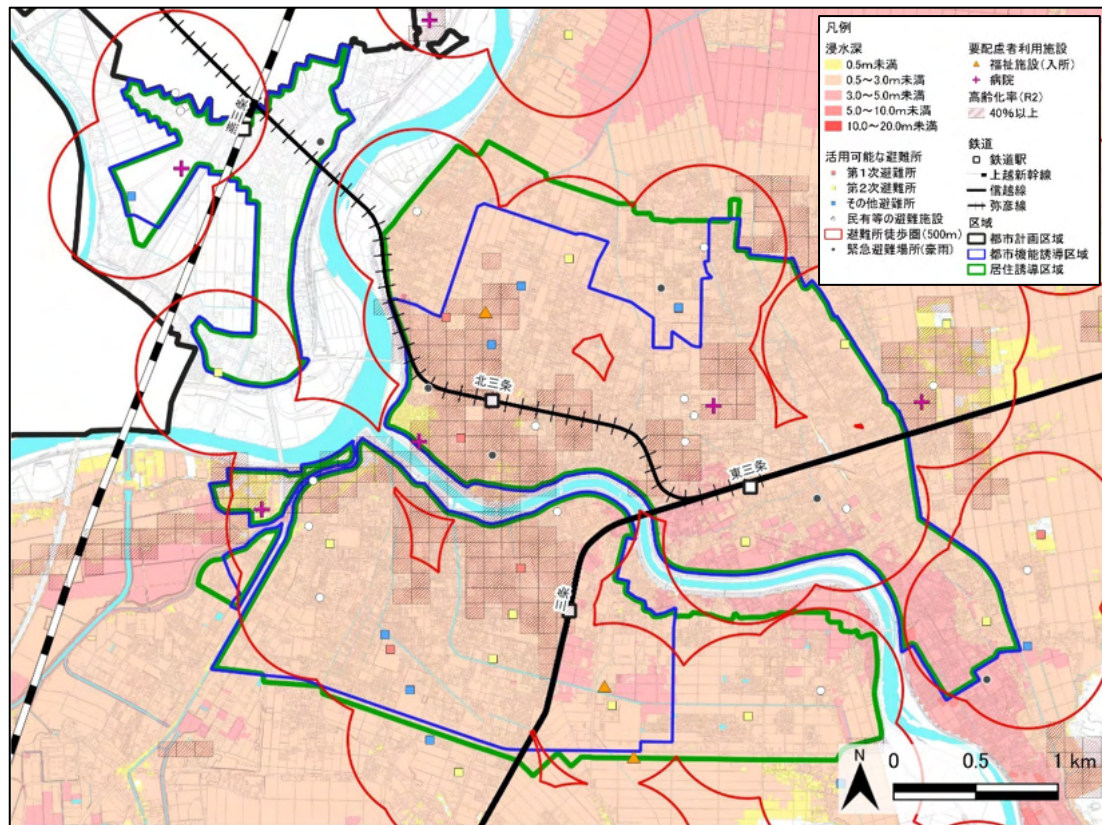 凡例
浸水深
0.5m未満
0.5～3.0m未満
3.0～5.0m未満
5.0～10.0m未満
10.0～20.0m未満
活用可能な避難所
第1次避難所
第2次避難所
その他避難所
民有等の避難施設
避難所徒歩圏(500m)
緊急避難場所(豪雨)
要配慮者利用施設
福祉施設(入所)
病院
高齢化率(R2)
40%以上
鉄道
鉄道駅
上越新幹線
信越線
弥彦線
区域
都市計画区域
都市機能誘導区域
居住誘導区域
燕三条
北三条
東三条
三条
N
0 0.5 1 km